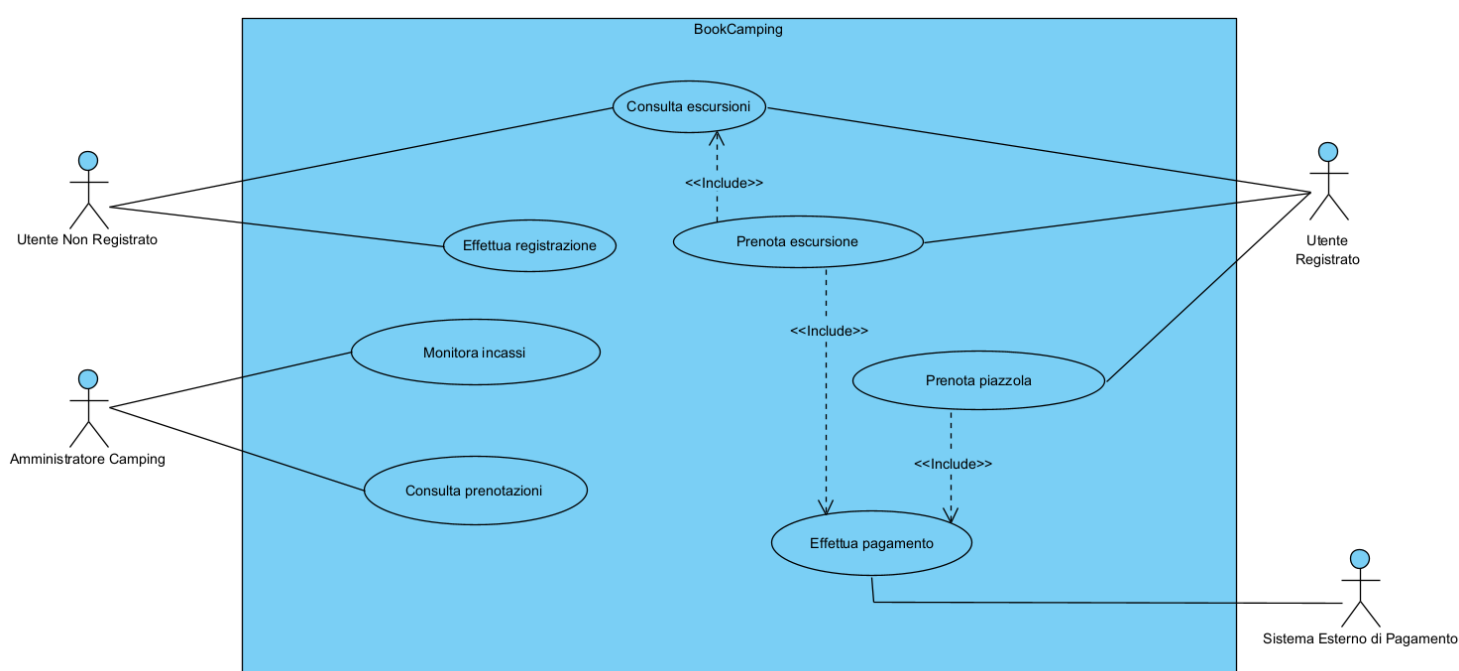 BookCamping
Consulta escursioni
<<Include>>
Utente Non Registrato
Effettua registrazione
Prenota escursione
Utente
Registrato
<<Include>>
Monitora incassi
Prenota piazzola
Amministratore Camping
<<Include>>
Consulta prenotazioni
Effettua pagamento
Sistema Esterno di Pagamento